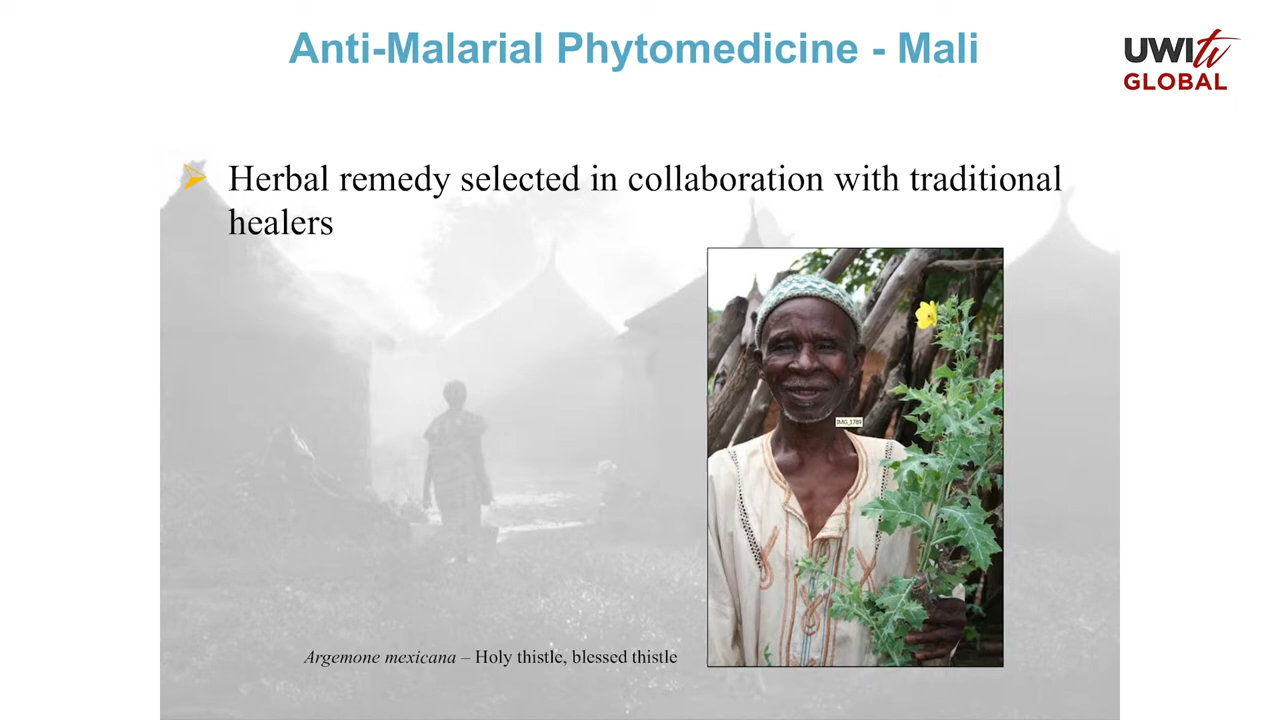 Anti-Malarial Phytomedicine - Mali
UWItv
GLOBAL
Herbal remedy selected in collaboration with traditional
healers
IMG_1789
Argemone mexicana – Holy thistle, blessed thistle